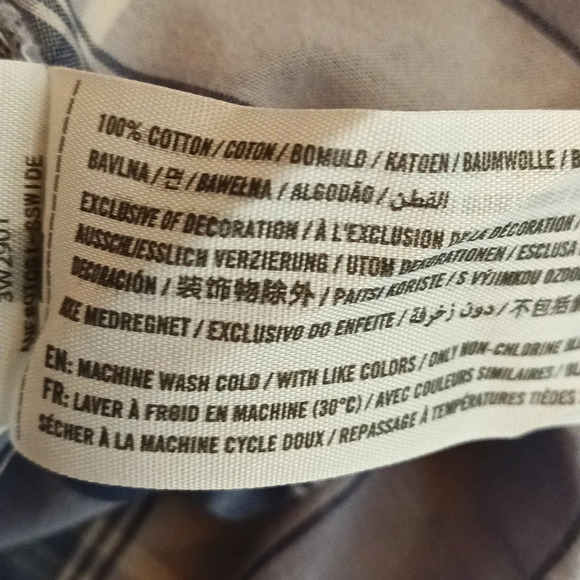 100% COTTON / COTON / BOMULD / KATOEN / BAUMWOLLE / B
BAVLNA / 면 / BAWEŁNA / ALGODÃO / القطن
EXCLUSIVE OF DECORATION / À L'EXCLUSION DE LA DÉCORATION /
AUSSCHLIESSLICH VERZIERUNG / UTOM DEKORATIONEN / ESCLUSA
DECORACIÓN / 装饰物除外 / PAITSI KORISTE / S VÝJIMKOU OZDO
IKKE MEDREGNET / EXCLUSIVO DO ENFEITE / دون زخرفة / 不包括
EN: MACHINE WASH COLD / WITH LIKE COLORS / ONLY NON-CHLORINE
FR: LAVER À FROID EN MACHINE (30°C) / AVEC COULEURS SIMILAIRES /
SÉCHER À LA MACHINE CYCLE DOUX / REPASSAGE À TEMPÉRATURES TIÈDES
3W2901